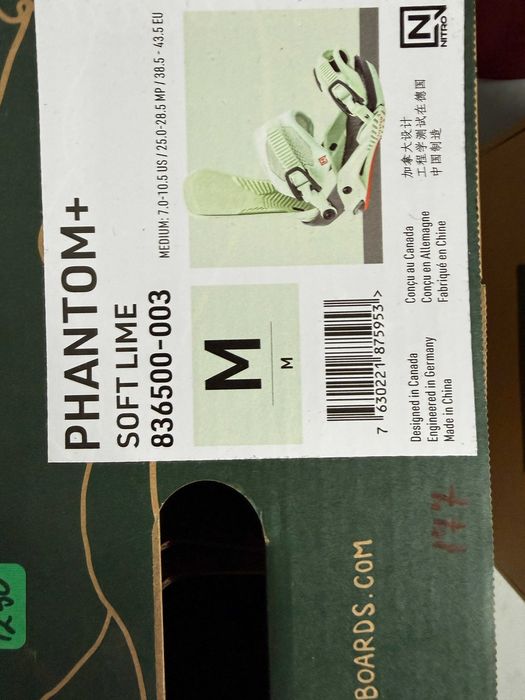 PHANTOM+
SOFT LIME
836500-003
MEDIUM: 7.0-10.5 US / 25.0-28.5 MP / 38.5 - 43.5 EU
M
M
7 630221 875953 >
N
NITRO
Designed in Canada
Engineered in Germany
Made in China
Conçu au Canada
Conçu en Allemagne
Fabriqué en Chine
加拿大设计
工程学测试在德国
中国制造
BOARDS.COM
177